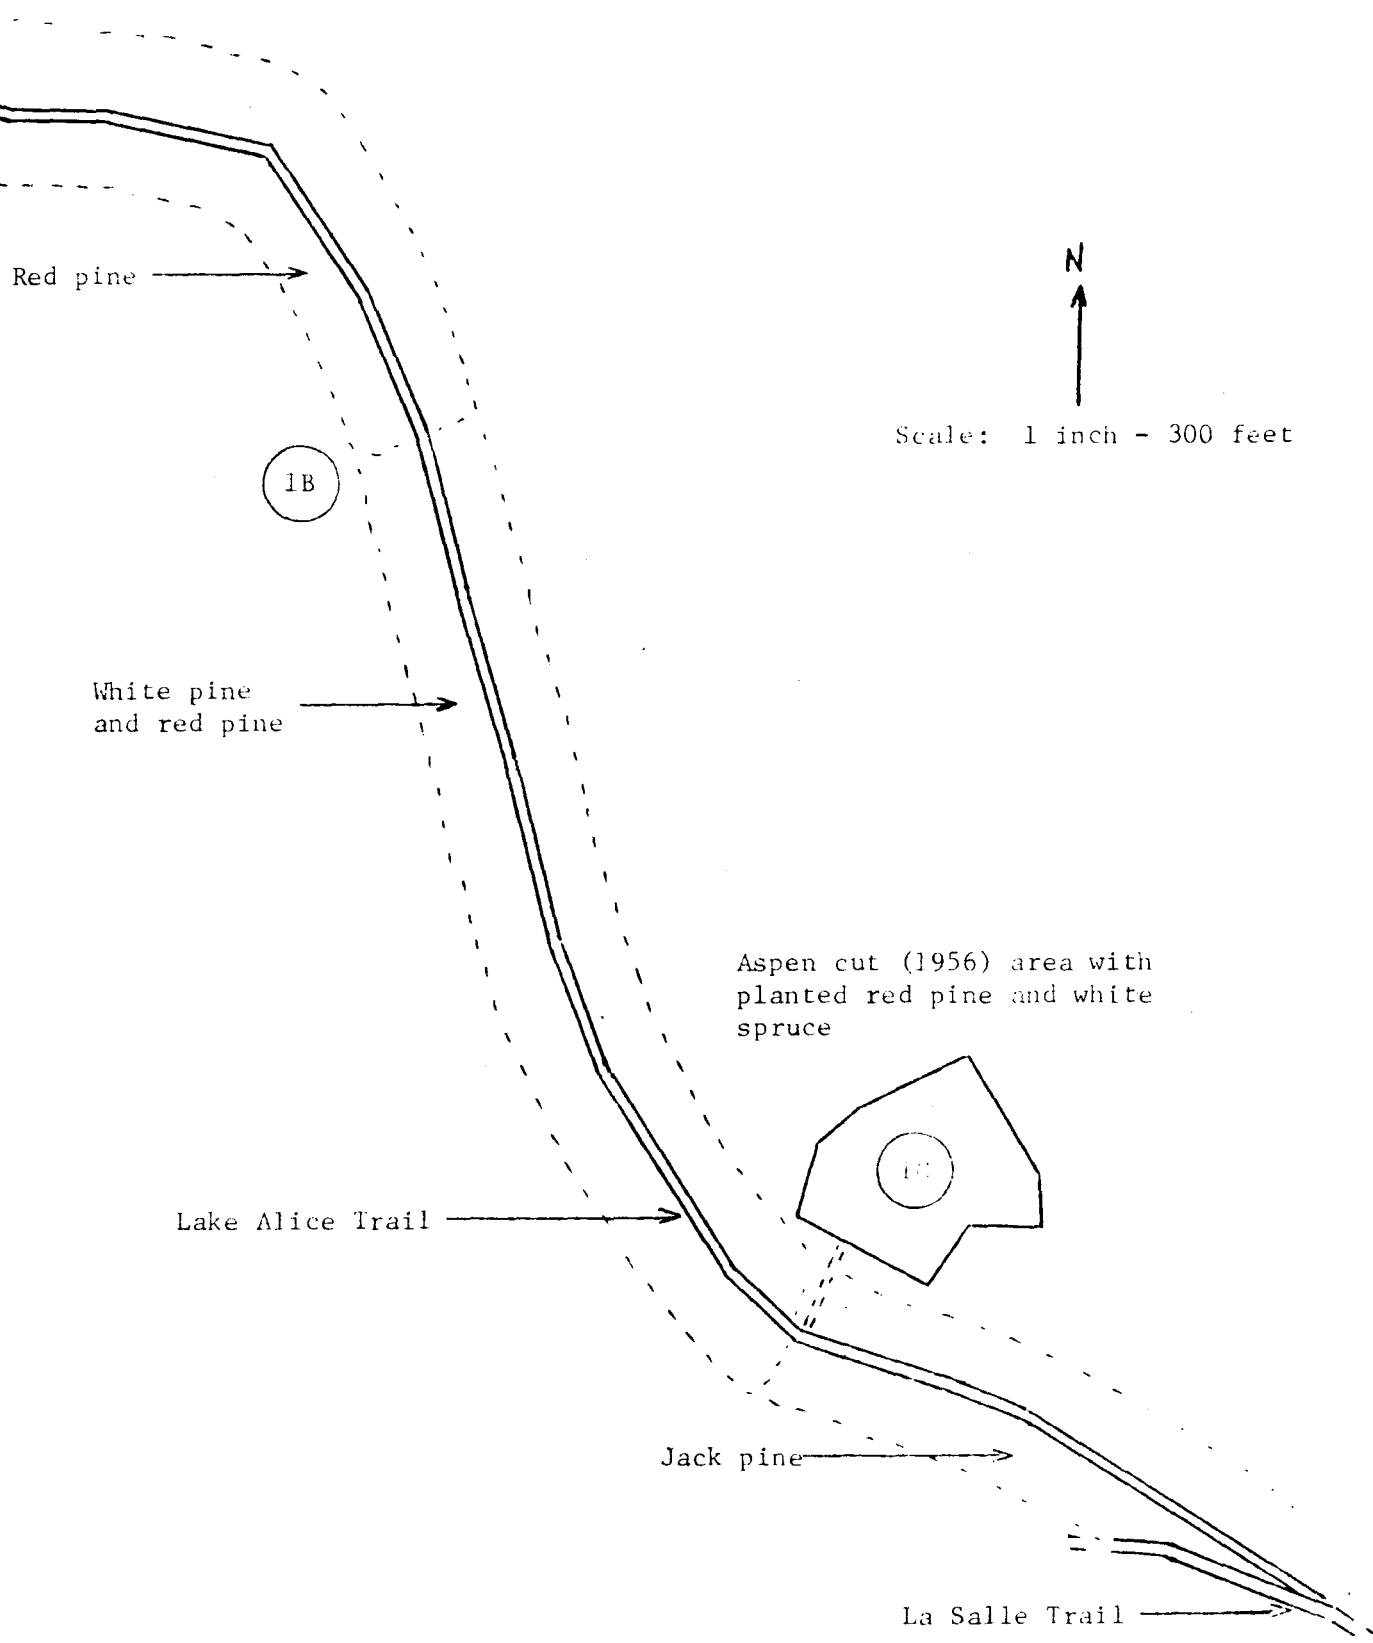 N
Red pine
Scale: 1 inch - 300 feet
1B
White pine
and red pine
Aspen cut (1956) area with
planted red pine and white
spruce
1C
Lake Alice Trail
Jack pine
La Salle Trail